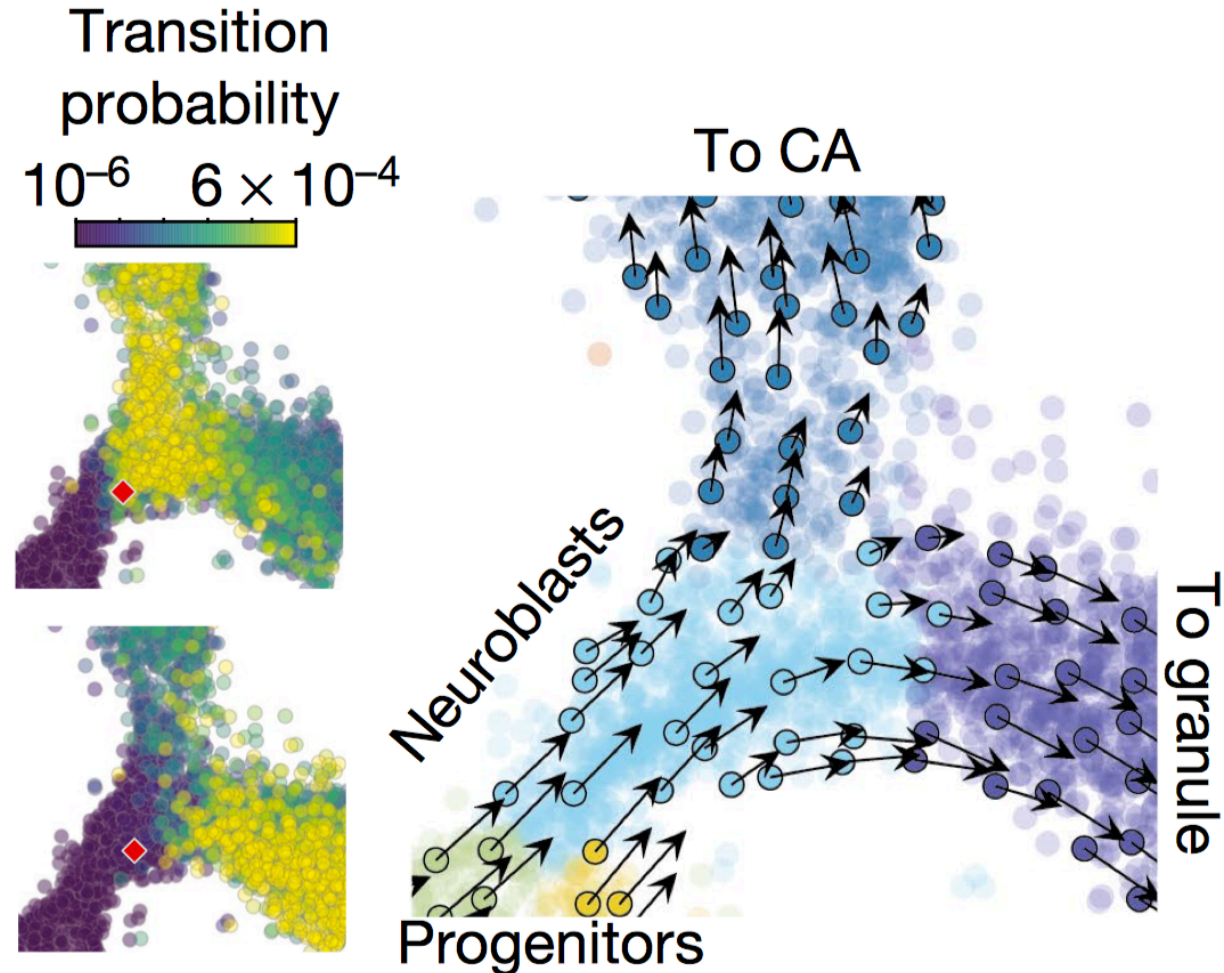 Transition
probability
10⁻⁶ 6 × 10⁻⁴
To CA
Neuroblasts
To granule
Progenitors